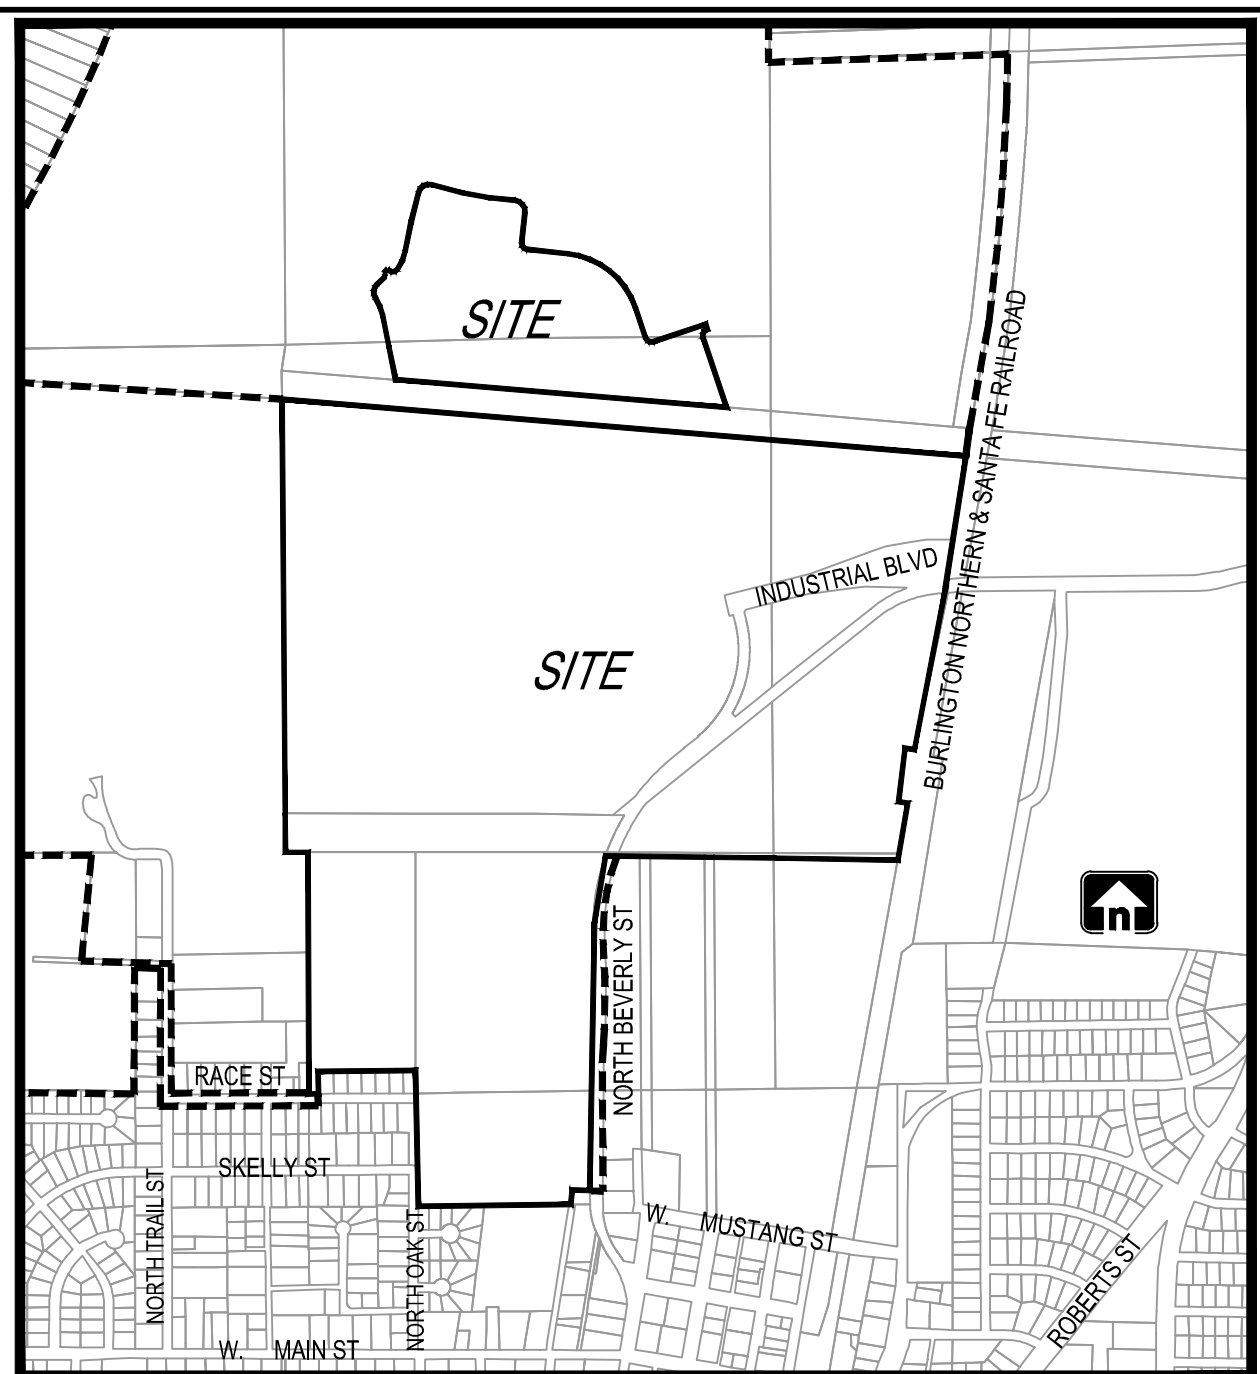 SITE
BURLINGTON NORTHERN & SANTA FE RAILROAD
INDUSTRIAL BLVD
SITE
n
NORTH BEVERLY ST
RACE ST
SKELLY ST
NORTH TRAIL ST
NORTH OAK ST
W. MUSTANG ST
ROBERTS ST
W. MAIN ST